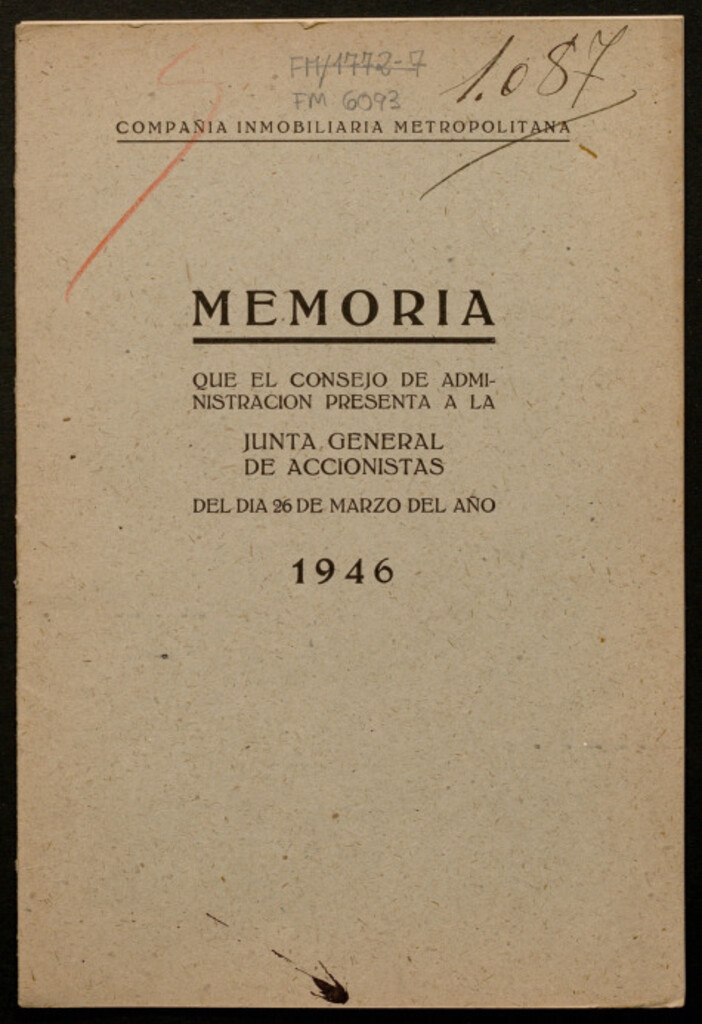 FM/1772-7
1.087
FM 6093
COMPAÑIA INMOBILIARIA METROPOLITANA
MEMORIA
QUE EL CONSEJO DE ADMI-
NISTRACION PRESENTA A LA
JUNTA GENERAL
DE ACCIONISTAS
DEL DIA 26 DE MARZO DEL AÑO
1946